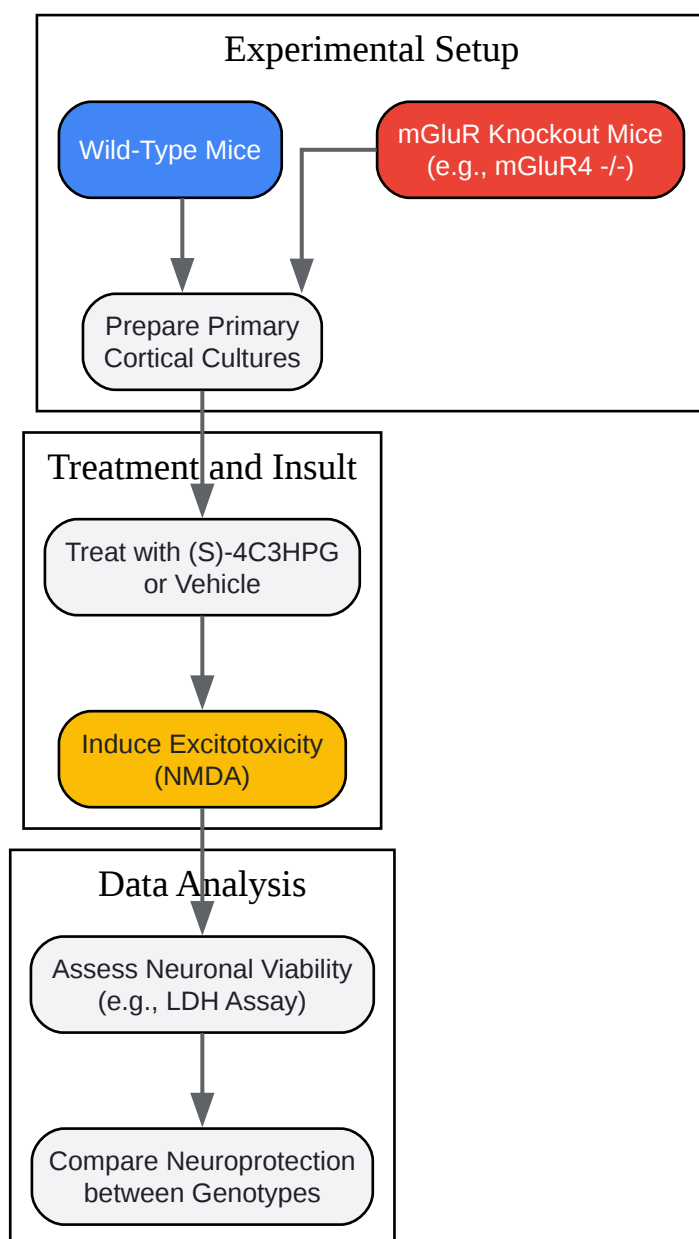 Experimental Setup
Wild-Type Mice
mGluR Knockout Mice
(e.g., mGluR4 -/-)
Prepare Primary
Cortical Cultures
Treatment and Insult
Treat with (S)-4C3HPG
or Vehicle
Induce Excitotoxicity
(NMDA)
Data Analysis
Assess Neuronal Viability
(e.g., LDH Assay)
Compare Neuroprotection
between Genotypes